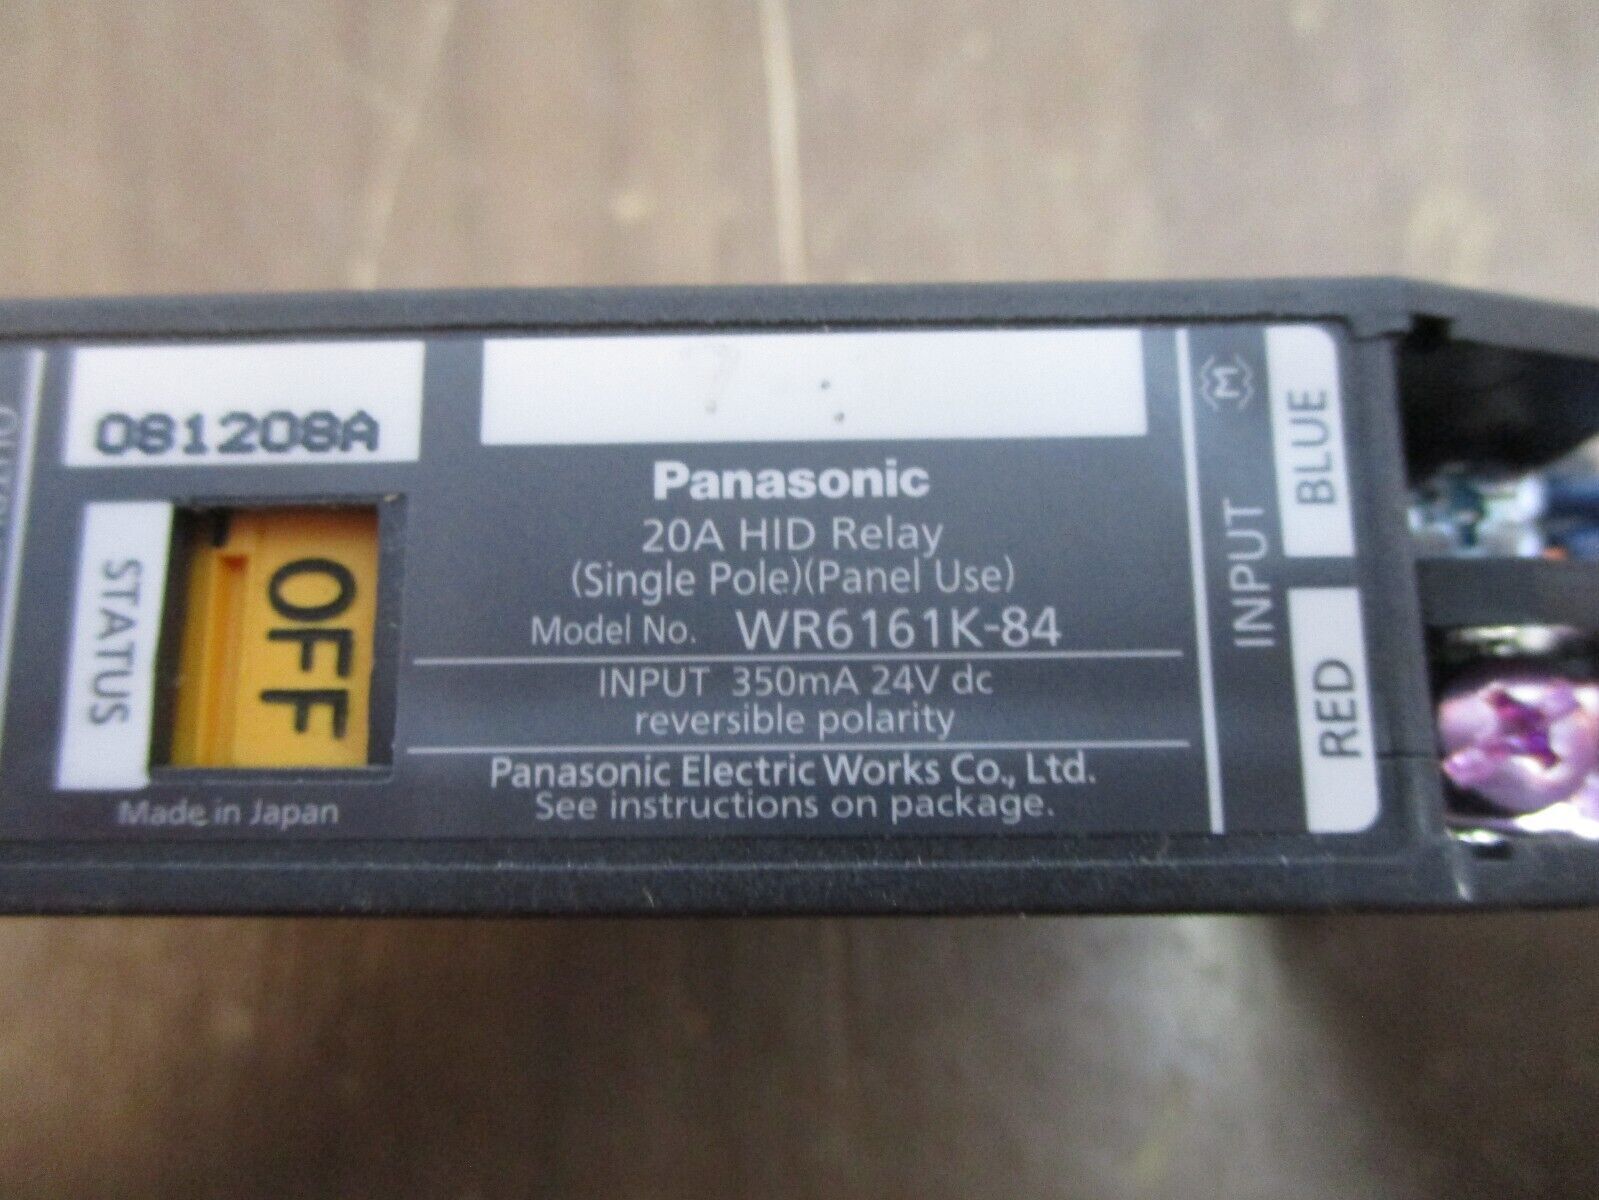 081208A
STATUS
OFF
Made in Japan
Panasonic
20A HID Relay
(Single Pole)(Panel Use)
Model No. WR6161K-84
INPUT 350mA 24V dc
reversible polarity
Panasonic Electric Works Co., Ltd.
See instructions on package.
M
INPUT
BLUE
RED